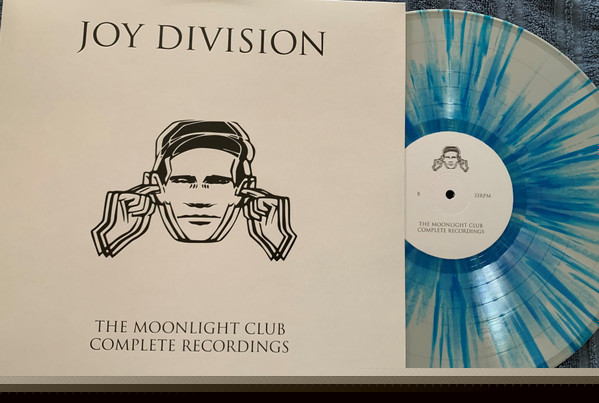 JOY DIVISION
THE MOONLIGHT CLUB
COMPLETE RECORDINGS
33RPM
THE MOONLIGHT CLUB
COMPLETE RECORDINGS